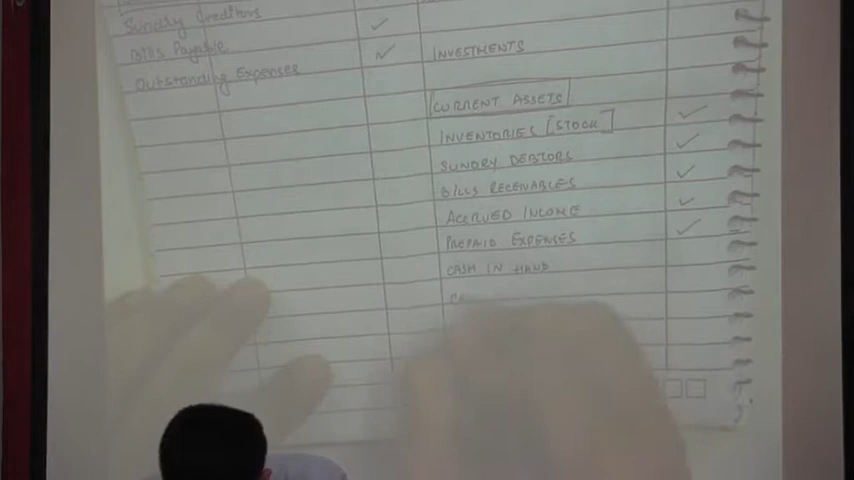 Sundry Creditors
Bills Payable
Outstanding Expenses
INVESTMENTS
CURRENT ASSETS
INVENTORIES [STOCK]
SUNDRY DEBTORS
BILLS RECEIVABLES
ACCRUED INCOME
PREPAID EXPENSES
CASH IN HAND